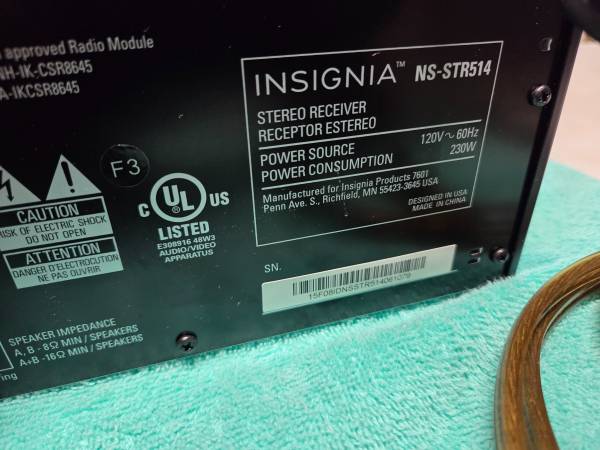 approved Radio Module
NH-IK-CSR8645
A-IKCSR8645
F3
CAUTION
RISK OF ELECTRIC SHOCK
DO NOT OPEN
ATTENTION
DANGER D'ELECTROCUTION
NE PAS OUVRIR
C UL US
LISTED
E308916 48W3
AUDIO/VIDEO
APPARATUS
INSIGNIA™ NS-STR514
STEREO RECEIVER
RECEPTOR ESTEREO
POWER SOURCE 120V ~ 60Hz
POWER CONSUMPTION 230W
Manufactured for Insignia Products 7601
Penn Ave. S., Richfield, MN 55423-3645 USA
DESIGNED IN USA
MADE IN CHINA
SN.
15F08IDNSSTR514061079
SPEAKER IMPEDANCE
A, B - 8Ω MIN / SPEAKERS
A+B -16Ω MIN / SPEAKERS